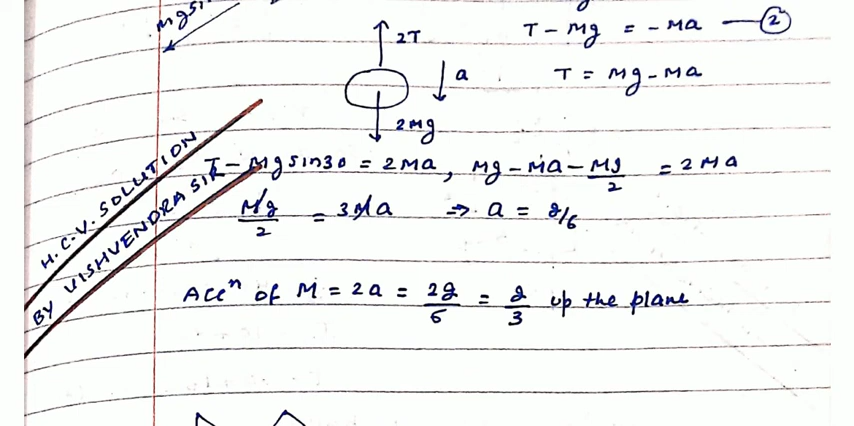 mgsi
T - Mg = - Ma — ②
2T
a
T = Mg - Ma
2Mg
T - Mg sin30 = 2Ma, Mg - Ma - Mg/2 = 2Ma
Mg/2 = 3Ma ⇒ a = g/6
H.C.V. SOLUTION
BY VISHVENDRA SIR
Accⁿ of M = 2a = 2g/6 = g/3 up the plane